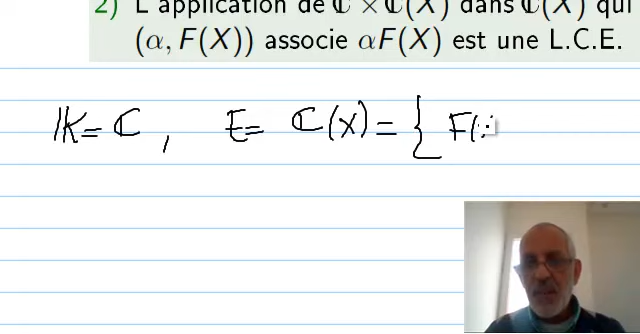 2) L'application de ℂ × ℂ(X) dans ℂ(X) qui
(α, F(X)) associe αF(X) est une L.C.E.
𝕂 = ℂ , E = ℂ(X) = { F(